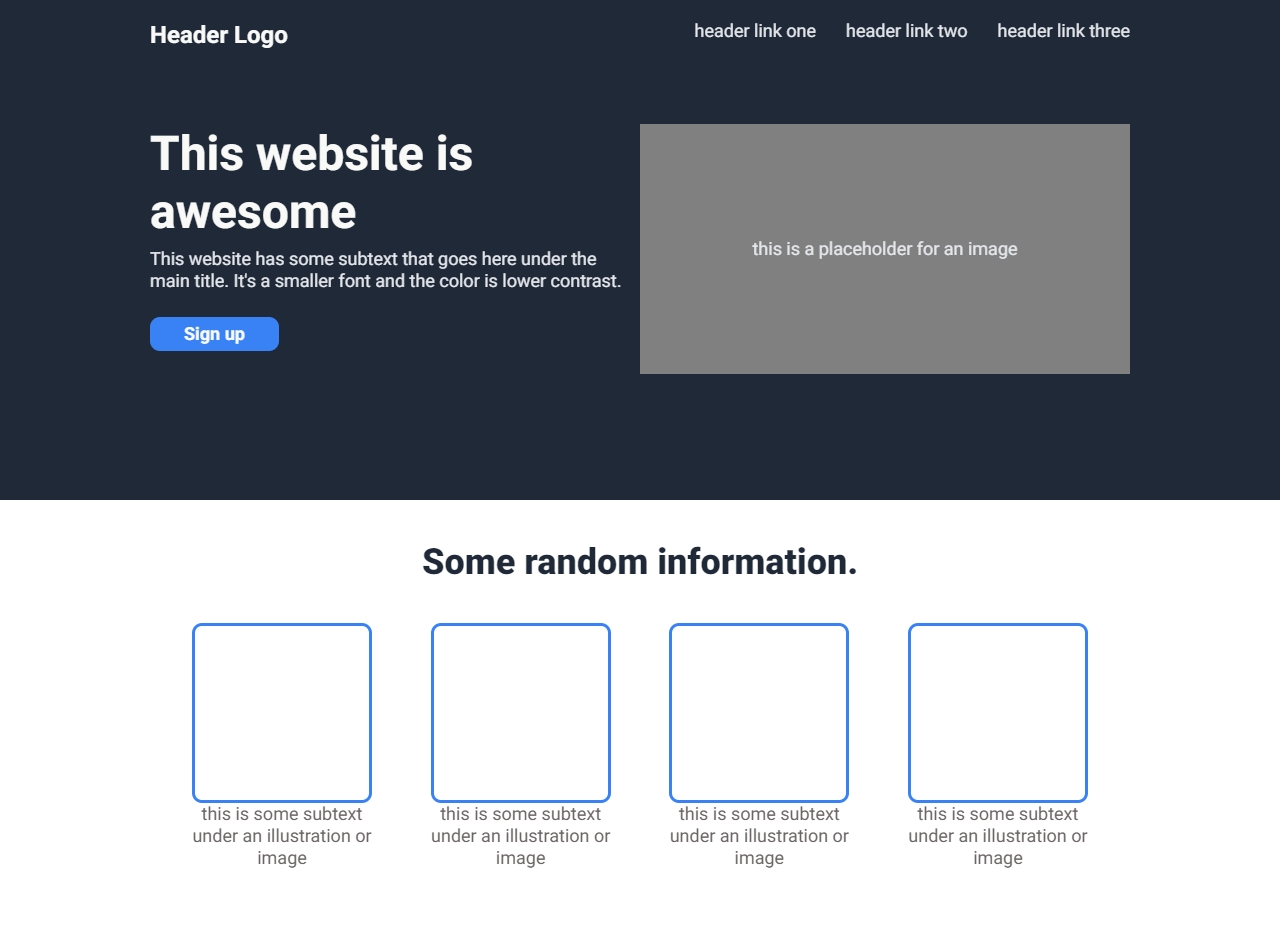 Header Logo
header link one
header link two
header link three
This website is
awesome
This website has some subtext that goes here under the
main title. It's a smaller font and the color is lower contrast.
Sign up
this is a placeholder for an image
Some random information.
this is some subtext
under an illustration or
image
this is some subtext
under an illustration or
image
this is some subtext
under an illustration or
image
this is some subtext
under an illustration or
image